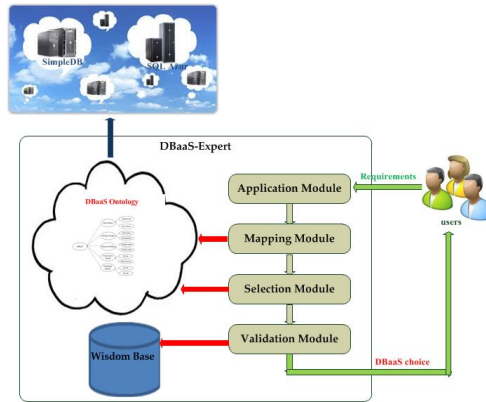 SimpleDB
SQL Azur
DBaaS-Expert
DBaaS Ontology
Application Module
Requirements
users
Mapping Module
Selection Module
Validation Module
Wisdom Base
DBaaS choice